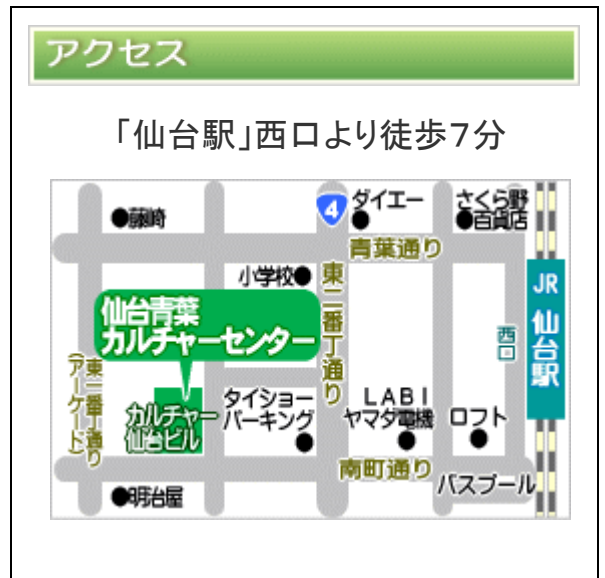 アクセス
「仙台駅」西口より徒歩7分
●藤崎
4
ダイエー
●
さくら野
●百貨店
青葉通り
小学校●
東二番丁通り
JR
仙台駅
西口
仙台青葉
カルチャーセンター
東一番丁通り
(アーケード)
カルチャー
仙台ビル
タイショー
パーキング
●
LABI
ヤマダ電機
●
ロフト
●
南町通り
バスプール
●明治屋